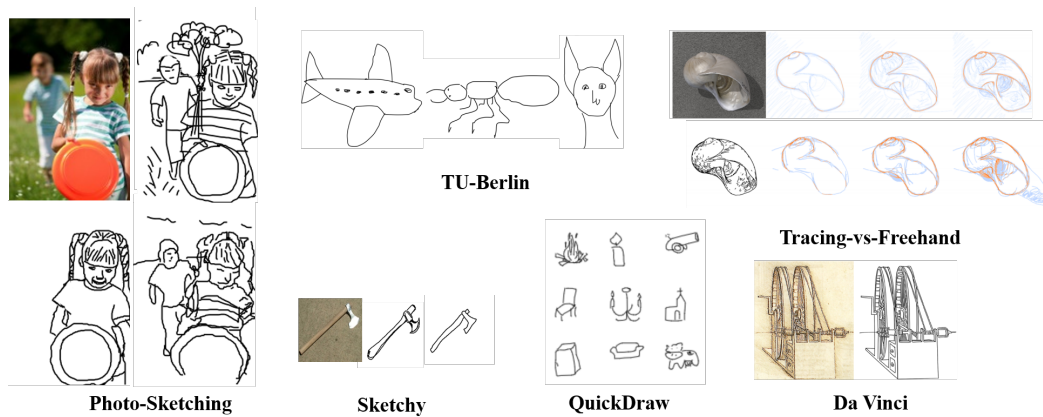 TU-Berlin
Tracing-vs-Freehand
Photo-Sketching
Sketchy
QuickDraw
Da Vinci